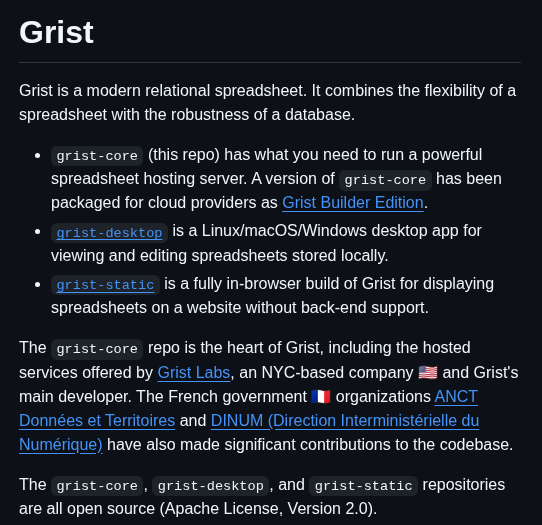 Grist
Grist is a modern relational spreadsheet. It combines the flexibility of a
spreadsheet with the robustness of a database.
• grist-core (this repo) has what you need to run a powerful
spreadsheet hosting server. A version of grist-core has been
packaged for cloud providers as Grist Builder Edition.
• grist-desktop is a Linux/macOS/Windows desktop app for
viewing and editing spreadsheets stored locally.
• grist-static is a fully in-browser build of Grist for displaying
spreadsheets on a website without back-end support.
The grist-core repo is the heart of Grist, including the hosted
services offered by Grist Labs, an NYC-based company 🇺🇸 and Grist's
main developer. The French government 🇫🇷 organizations ANCT
Données et Territoires and DINUM (Direction Interministérielle du
Numérique) have also made significant contributions to the codebase.
The grist-core, grist-desktop, and grist-static repositories
are all open source (Apache License, Version 2.0).